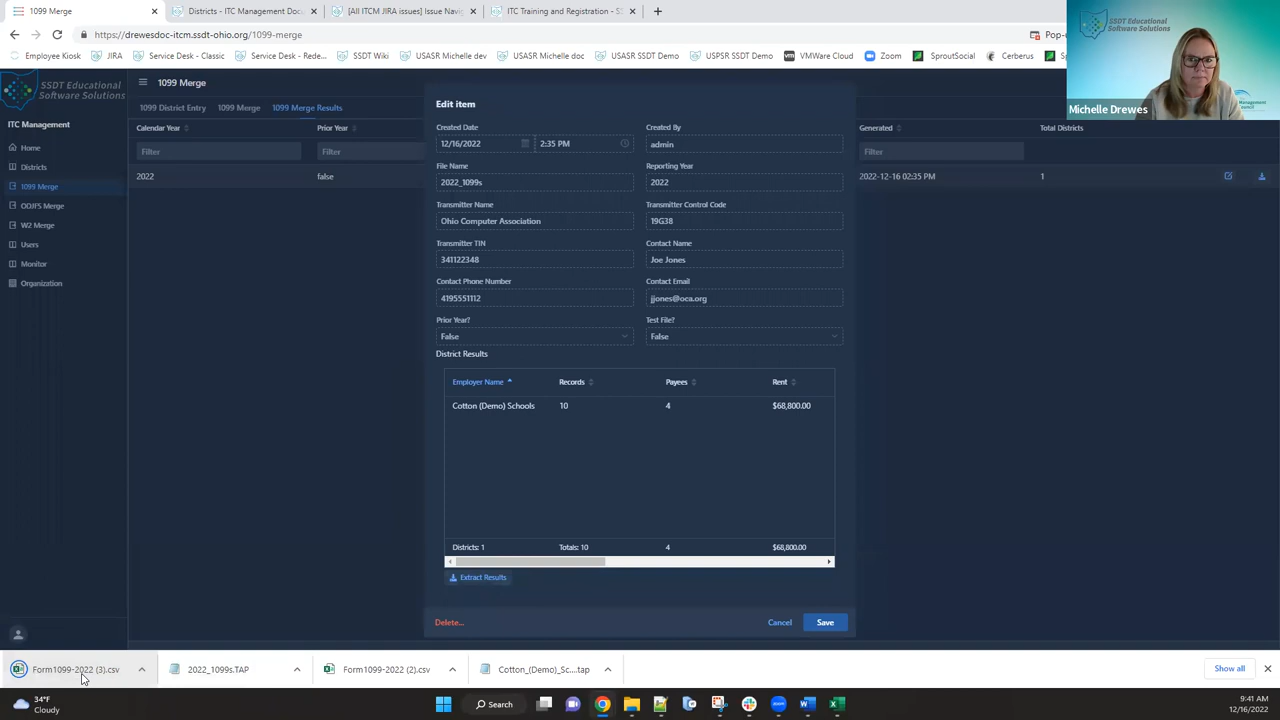 1099 Merge
Districts - ITC Management Docu
[All ITCM JIRA issues] Issue Navig
ITC Training and Registration - SS
drewesdoc-itcm.ssdt-ohio.org/1099-merge
Pop-
Employee Kiosk
JIRA
Service Desk - Classic
Service Desk - Rede
SSDT Wiki
USASR Michelle dev
USASR Michelle doc
USASR SSDT Demo
USPSR SSDT Demo
VMWare Cloud
Zoom
SproutSocial
Cerberus
SSDT Educational
Software Solutions
Management
Council
Michelle Drewes
SSDT Educational
Software Solutions
ITC Management
Home
Districts
1099 Merge
ODJFS Merge
W2 Merge
Users
Monitor
Organization
1099 Merge
1099 District Entry
1099 Merge
1099 Merge Results
Calendar Year
Prior Year
Generated
Total Districts
Filter
Filter
Filter
2022
false
2022-12-16 02:35 PM
1
Edit item
Created Date
Created By
12/16/2022
2:35 PM
admin
File Name
Reporting Year
2022_1099s
2022
Transmitter Name
Transmitter Control Code
Ohio Computer Association
19G38
Transmitter TIN
Contact Name
341122348
Joe Jones
Contact Phone Number
Contact Email
4195551112
jjones@oca.org
Prior Year?
Test File?
False
False
District Results
Employer Name
Records
Payees
Rent
Cotton (Demo) Schools
10
4
$68,800.00
Districts: 1
Totals: 10
4
$68,800.00
Extract Results
Delete...
Cancel
Save
Form1099-2022 (3).csv
2022_1099s.TAP
Form1099-2022 (2).csv
Cotton_(Demo)_Sc....tap
Show all
34°F
Cloudy
Search
9:41 AM
12/16/2022